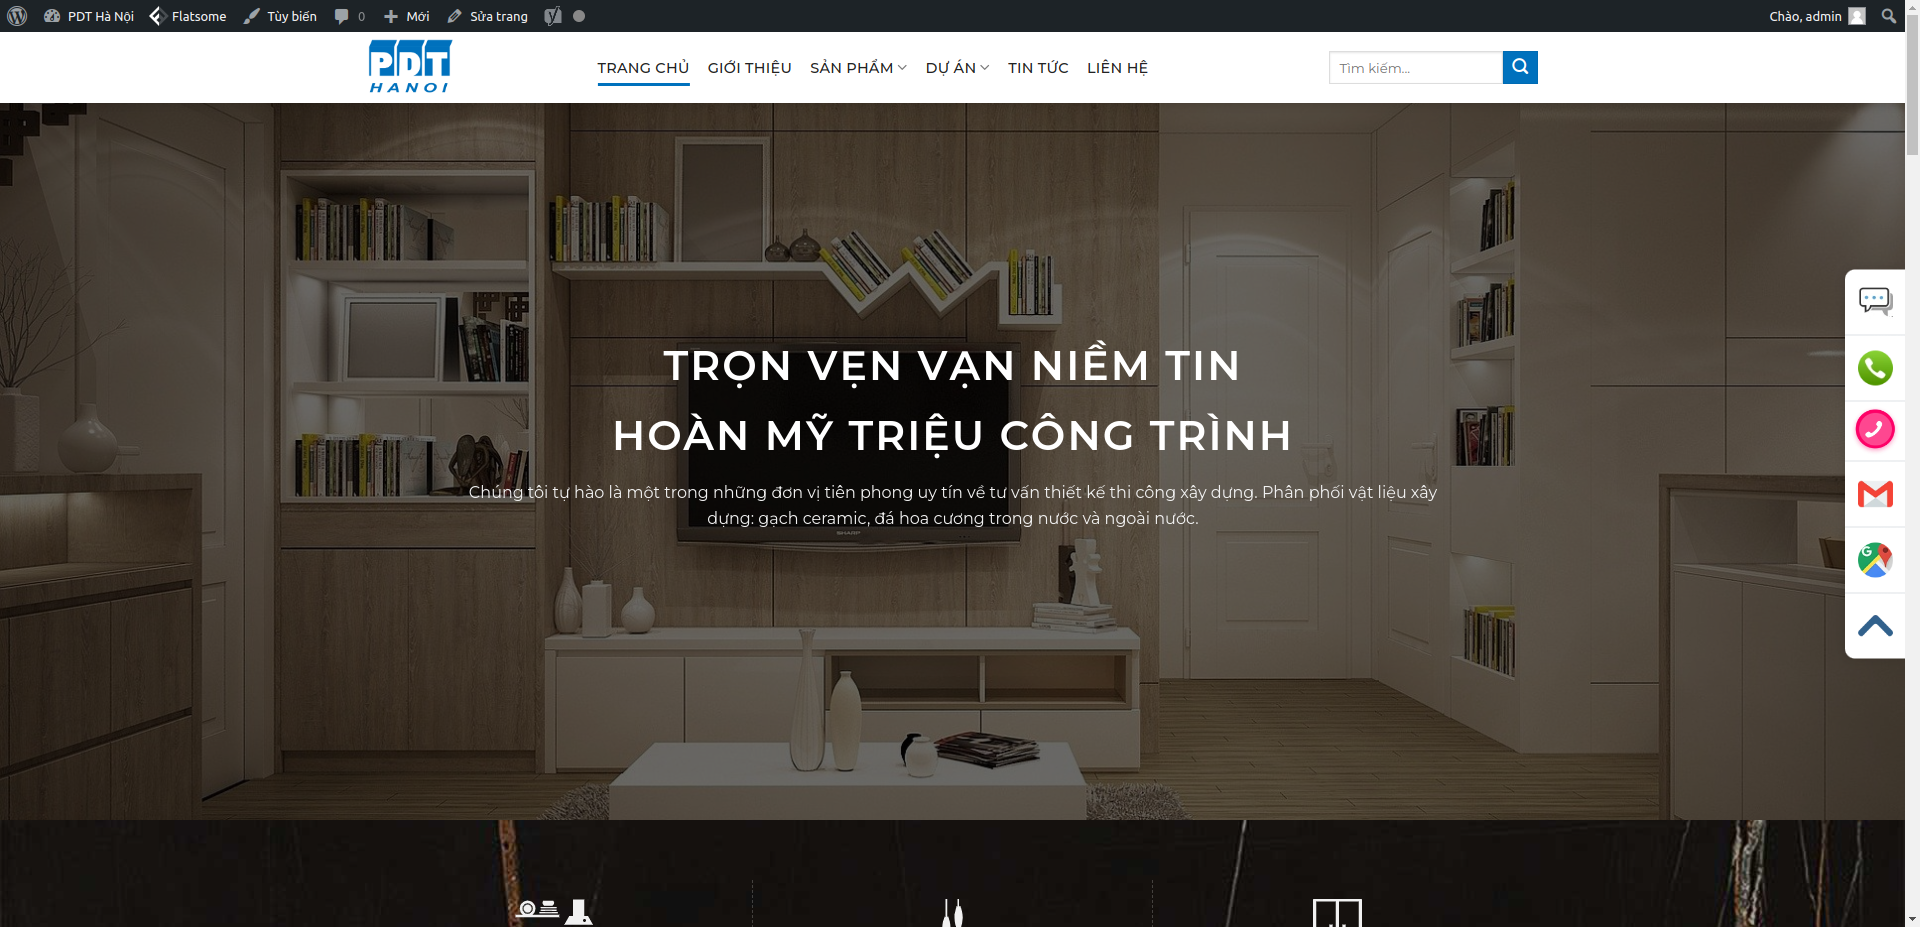 PDT Hà Nội
Flatsome
Tùy biến
0
Mới
Sửa trang
Chào, admin
PDT
HANOI
TRANG CHỦ
GIỚI THIỆU
SẢN PHẨM
DỰ ÁN
TIN TỨC
LIÊN HỆ
Tìm kiếm...
TRỌN VẸN VẠN NIỀM TIN
HOÀN MỸ TRIỆU CÔNG TRÌNH
Chúng tôi tự hào là một trong những đơn vị tiên phong uy tín về tư vấn thiết kế thi công xây dựng. Phân phối vật liệu xây
dựng: gạch ceramic, đá hoa cương trong nước và ngoài nước.
SHARP